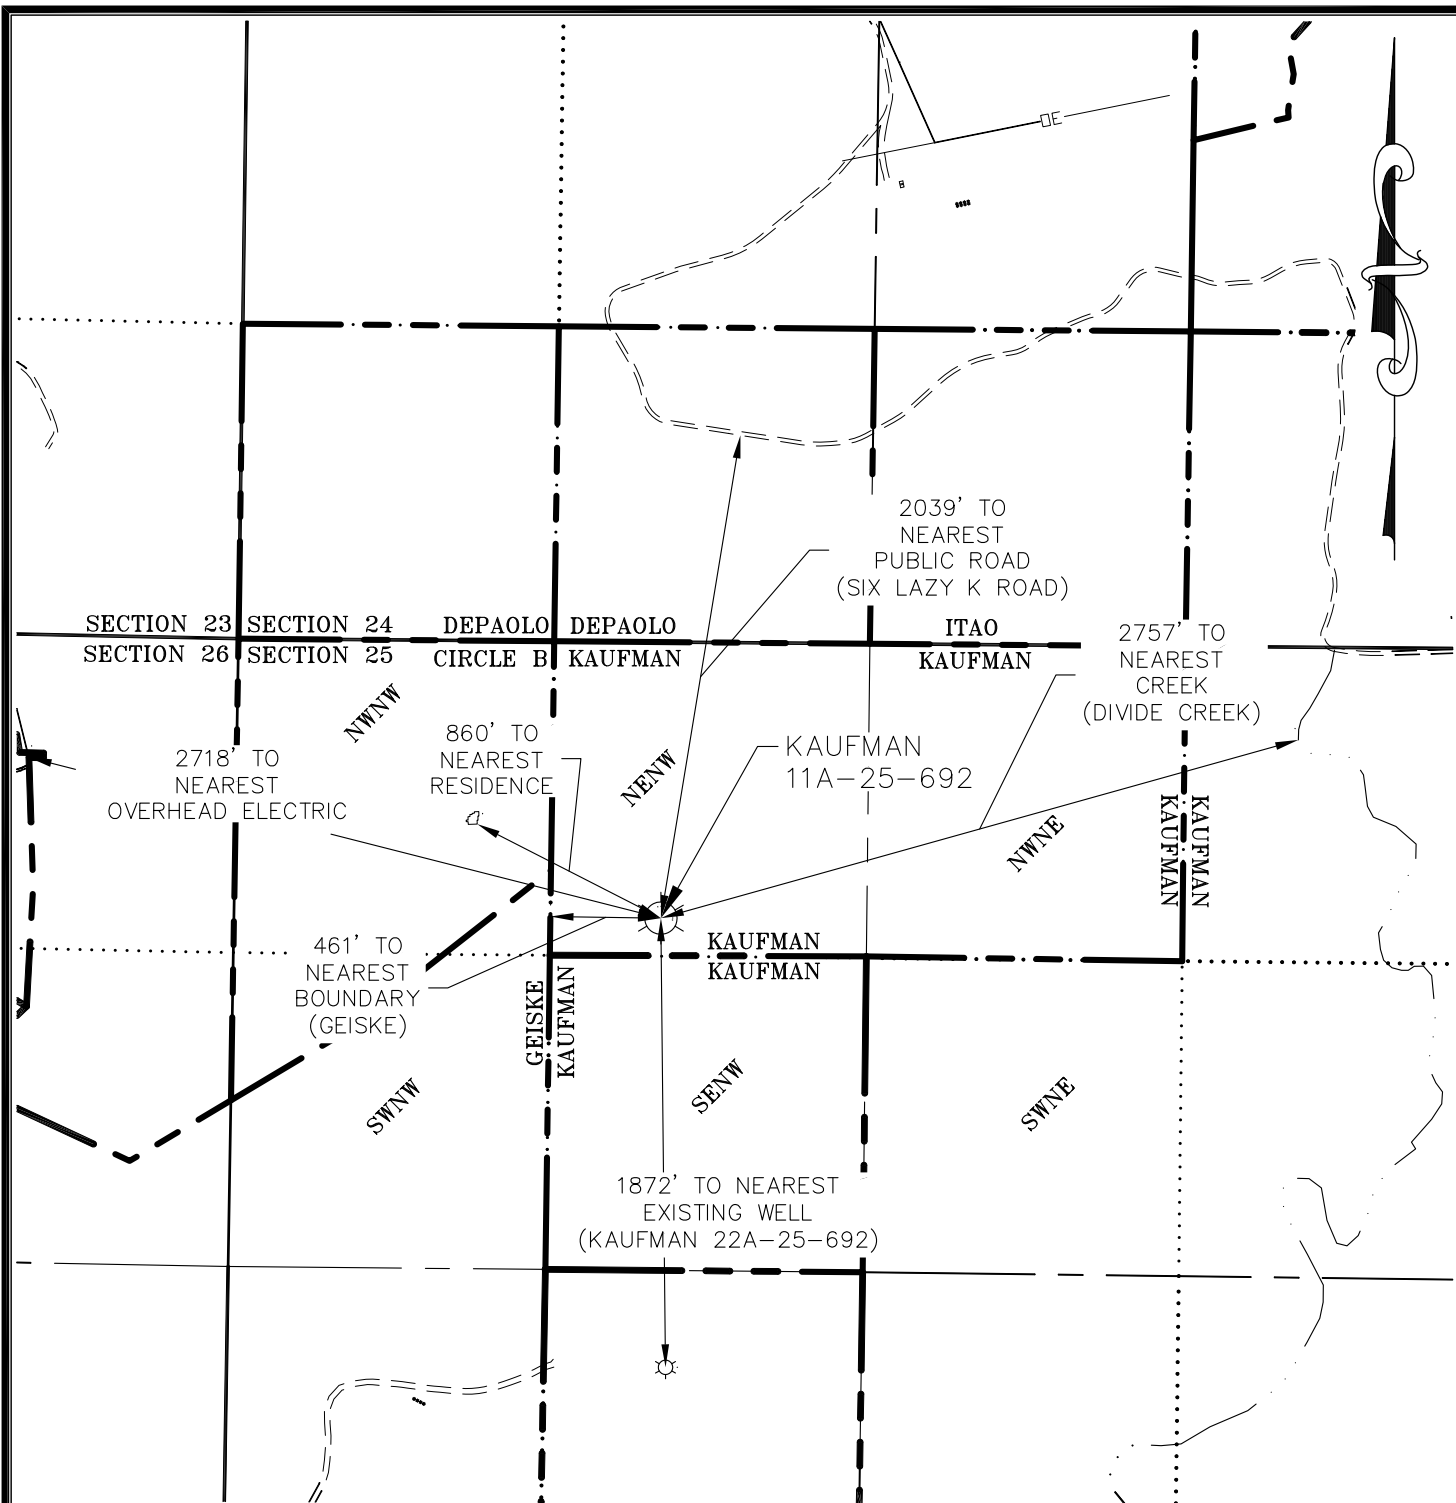 E
2039' TO
NEAREST
PUBLIC ROAD
(SIX LAZY K ROAD)
SECTION 23
SECTION 24
DEPAOLO
DEPAOLO
ITAO
SECTION 26
SECTION 25
CIRCLE B
KAUFMAN
KAUFMAN
2757' TO
NEAREST
CREEK
(DIVIDE CREEK)
NWNW
860' TO
NEAREST
RESIDENCE
NENW
KAUFMAN
11A-25-692
2718' TO
NEAREST
OVERHEAD ELECTRIC
NWNE
KAUFMAN
KAUFMAN
461' TO
NEAREST
BOUNDARY
(GEISKE)
KAUFMAN
KAUFMAN
GEISKE
KAUFMAN
SWNW
SENW
SWNE
1872' TO NEAREST
EXISTING WELL
(KAUFMAN 22A-25-692)